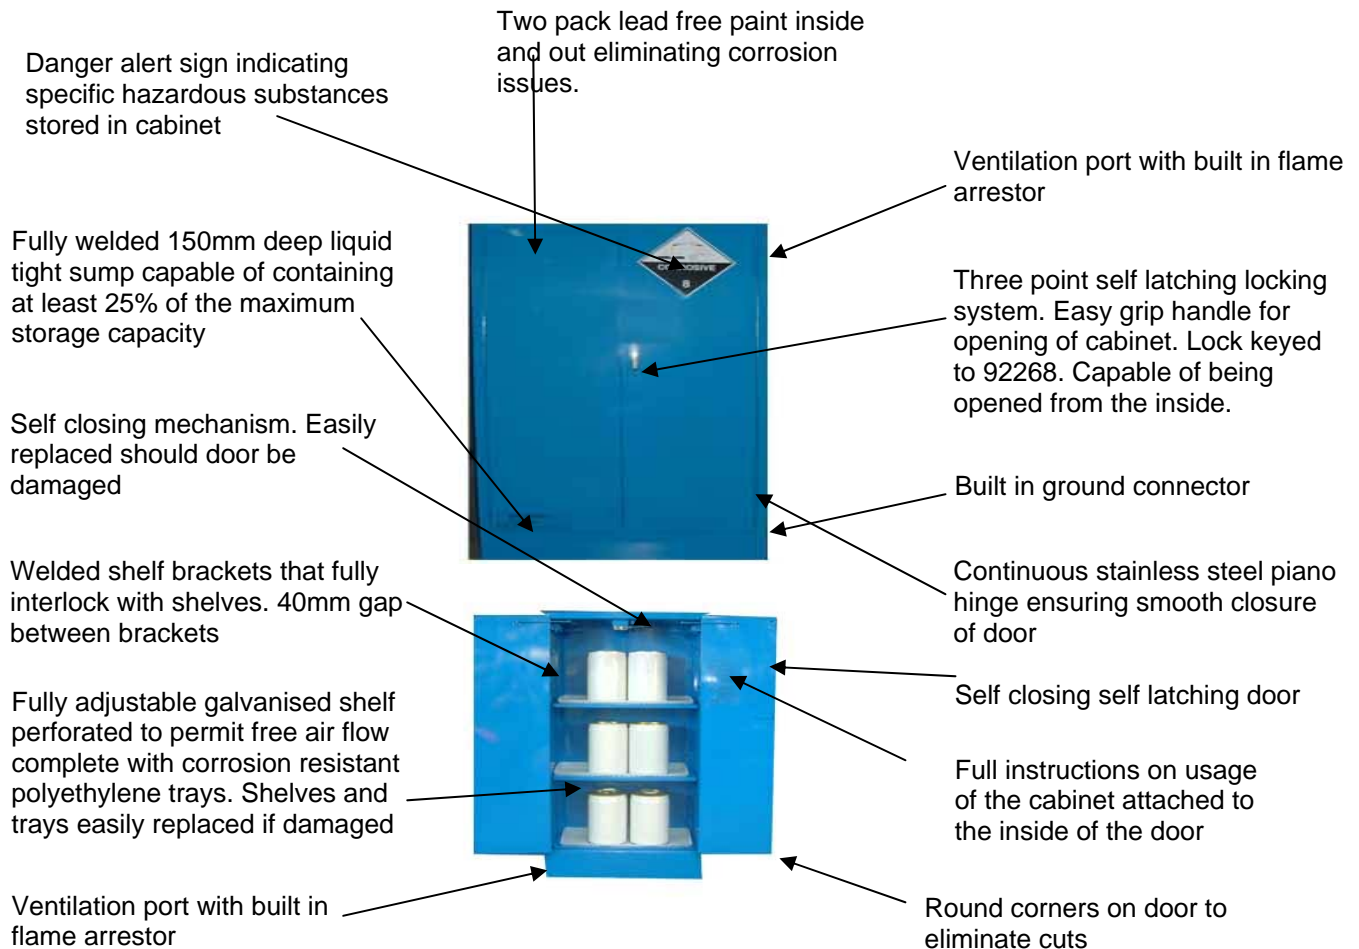 Two pack lead free paint inside
and out eliminating corrosion
issues.
Danger alert sign indicating
specific hazardous substances
stored in cabinet
Ventilation port with built in flame
arrestor
CORROSIVE
8
Fully welded 150mm deep liquid
tight sump capable of containing
at least 25% of the maximum
storage capacity
Three point self latching locking
system. Easy grip handle for
opening of cabinet. Lock keyed
to 92268. Capable of being
opened from the inside.
Self closing mechanism. Easily
replaced should door be
damaged
Built in ground connector
Welded shelf brackets that fully
interlock with shelves. 40mm gap
between brackets
Continuous stainless steel piano
hinge ensuring smooth closure
of door
Self closing self latching door
Fully adjustable galvanised shelf
perforated to permit free air flow
complete with corrosion resistant
polyethylene trays. Shelves and
trays easily replaced if damaged
Full instructions on usage
of the cabinet attached to
the inside of the door
Ventilation port with built in
flame arrestor
Round corners on door to
eliminate cuts